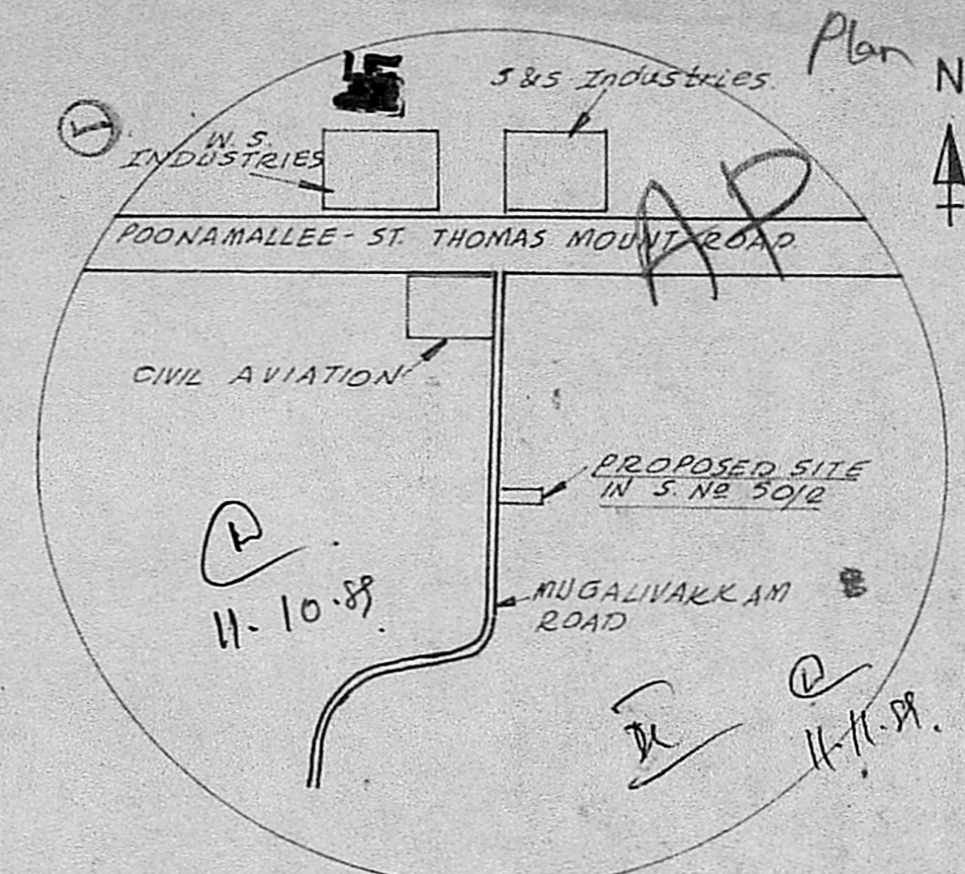 Plan
N
S&S Industries.
W. S.
INDUSTRIES
AP
POONAMALLEE - ST. THOMAS MOUNT ROAD
CIVIL AVIATION
PROPOSED SITE
IN S. Nº 50/2
11.10.89.
MUGALIVAKKAM
ROAD
11.11.89.